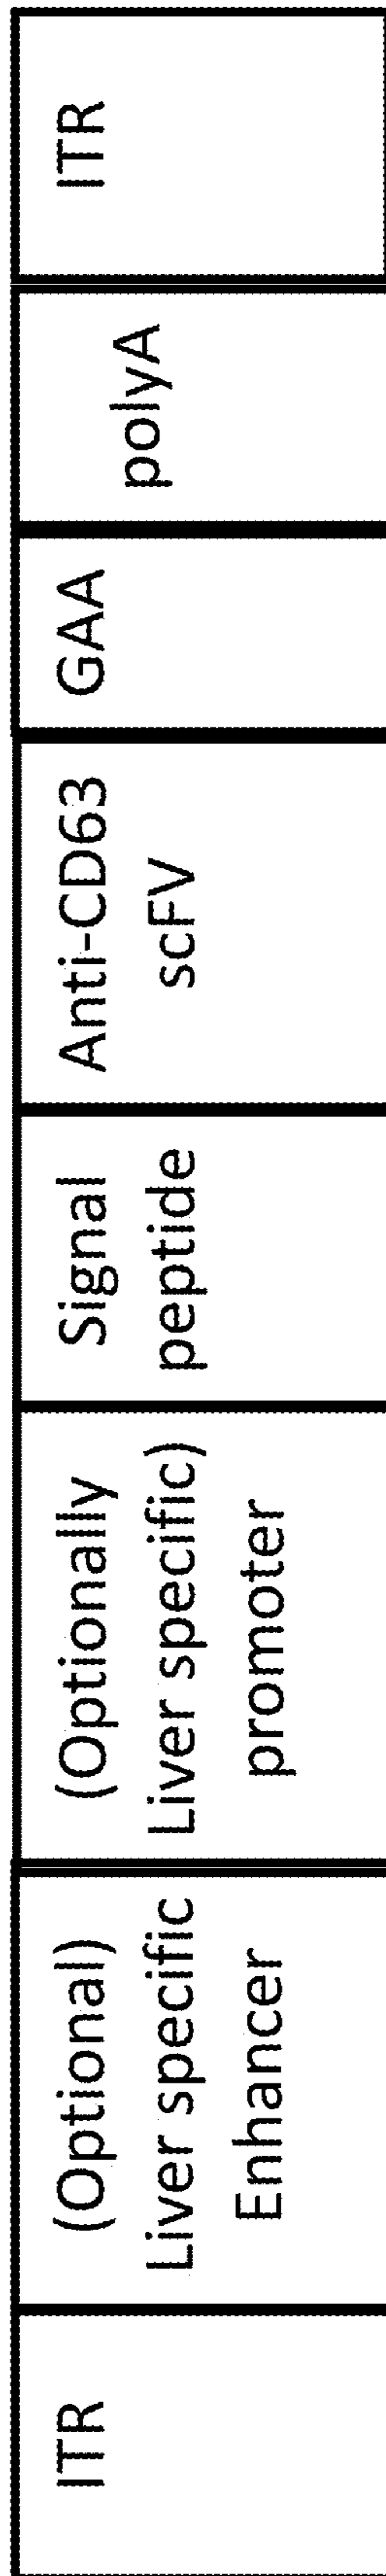 ITR
(Optional)
Liver specific
Enhancer
(Optionally
Liver specific)
promoter
Signal
peptide
Anti-CD63
scFV
GAA
polyA
ITR